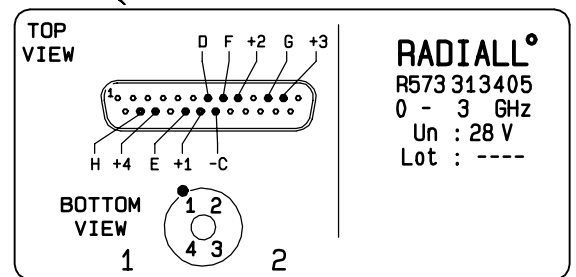 TOP
VIEW
D F +2 G +3
1
H +4 E +1 -C
BOTTOM
VIEW
1 2
4 3
1 2
RADIALL°
R573 313405
0 - 3 GHz
Un : 28 V
Lot : ----